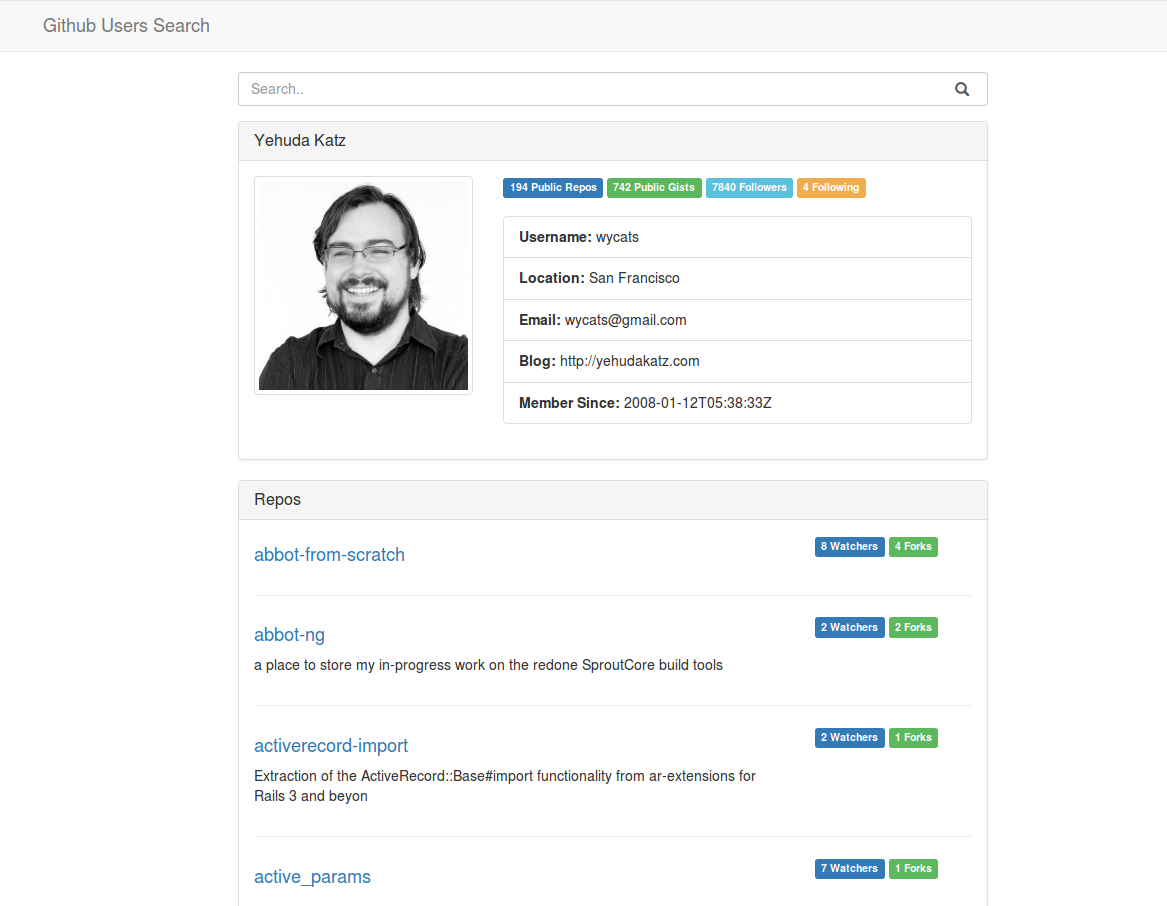 Github Users Search
Search..
Yehuda Katz
194 Public Repos 742 Public Gists 7840 Followers 4 Following
Username: wycats
Location: San Francisco
Email: wycats@gmail.com
Blog: http://yehudakatz.com
Member Since: 2008-01-12T05:38:33Z
Repos
abbot-from-scratch 8 Watchers 4 Forks
abbot-ng 2 Watchers 2 Forks
a place to store my in-progress work on the redone SproutCore build tools
activerecord-import 2 Watchers 1 Forks
Extraction of the ActiveRecord::Base#import functionality from ar-extensions for
Rails 3 and beyon
active_params 7 Watchers 1 Forks